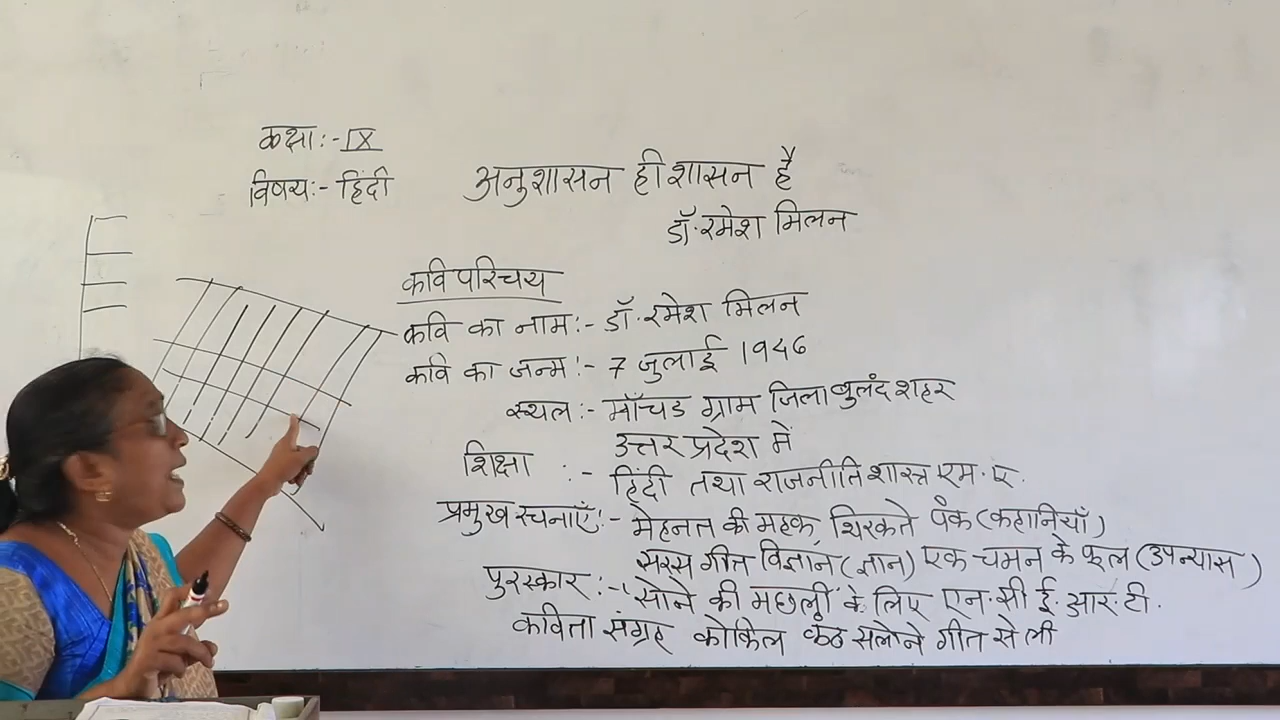 कक्षा:- IX
विषय:- हिंदी
अनुशासन ही शासन है
डॉ. रमेश मिलन
कवि परिचय
कवि का नाम:- डॉ. रमेश मिलन
कवि का जन्म:- 7 जुलाई 1946
स्थल:- माँचड ग्राम जिला बुलंद शहर
उत्तर प्रदेश में
शिक्षा :- हिंदी तथा राजनीति शास्त्र एम. ए.
प्रमुख रचनाएँ:- मेहनत की महक, थिरकते पंक (कहानियाँ)
सरस गीत विज्ञान (ज्ञान) एक चमन के फूल (उपन्यास)
पुरस्कार:- 'सोने की मछली' के लिए एन. सी ई. आर. टी.
कविता संग्रह कोकिल कंठ सलोने गीत से ली